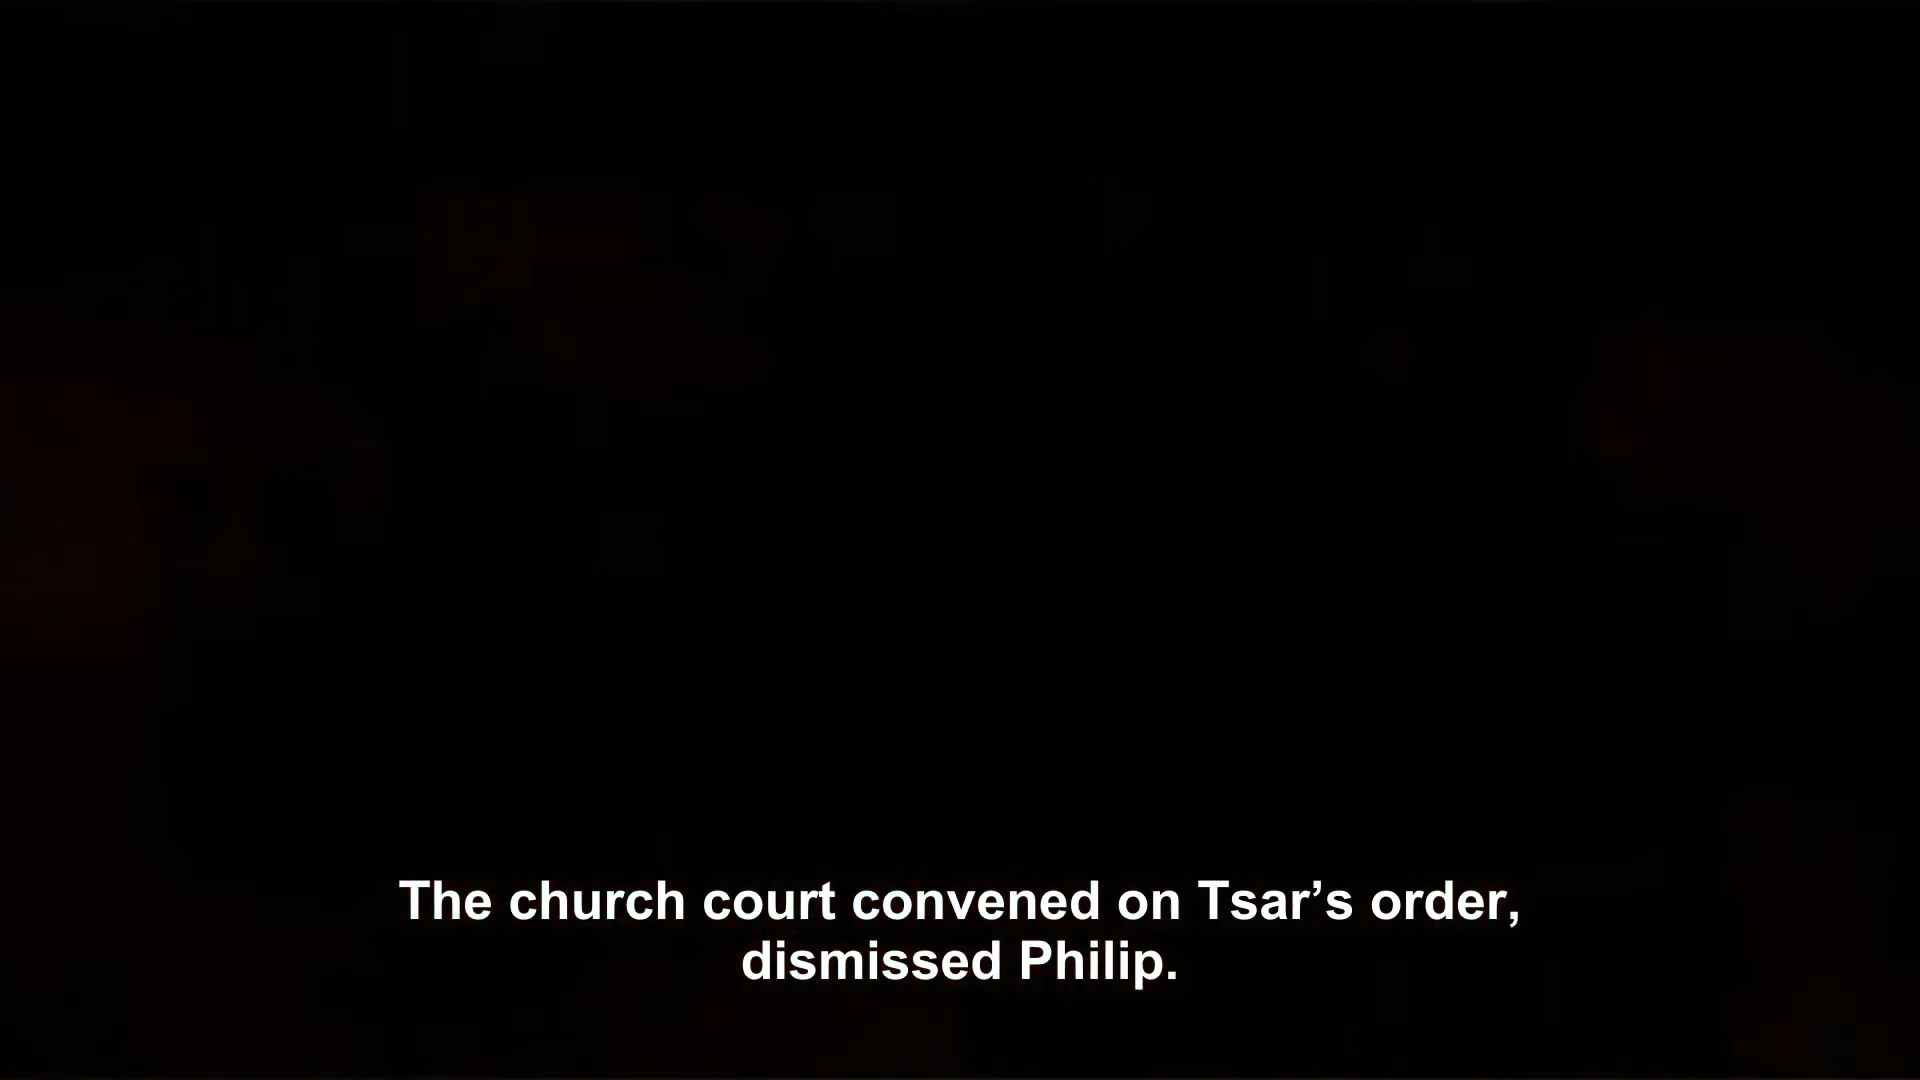 The church court convened on Tsar’s order,
dismissed Philip.